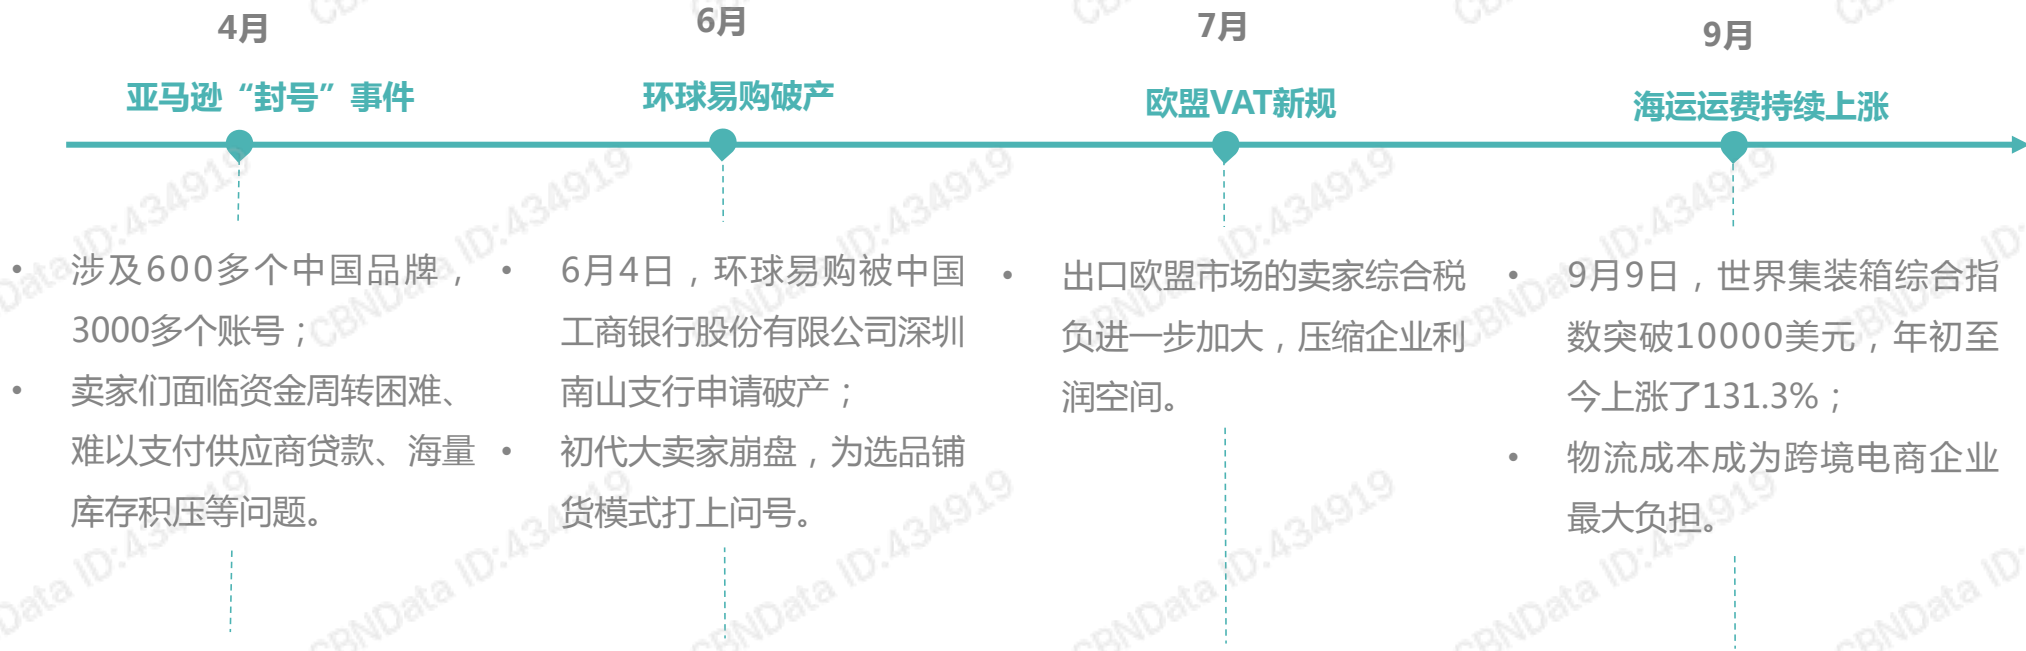 4月
亚马逊“封号”事件
涉及600多个中国品牌，
3000多个账号；
卖家们面临资金周转困难、
难以支付供应商贷款、海量
库存积压等问题。
6月
环球易购破产
6月4日，环球易购被中国
工商银行股份有限公司深圳
南山支行申请破产；
初代大卖家崩盘，为选品铺
货模式打上问号。
7月
欧盟VAT新规
出口欧盟市场的卖家综合税
负进一步加大，压缩企业利
润空间。
9月
海运运费持续上涨
9月9日，世界集装箱综合指
数突破10000美元，年初至
今上涨了131.3%；
物流成本成为跨境电商企业
最大负担。
CBNData ID:434919